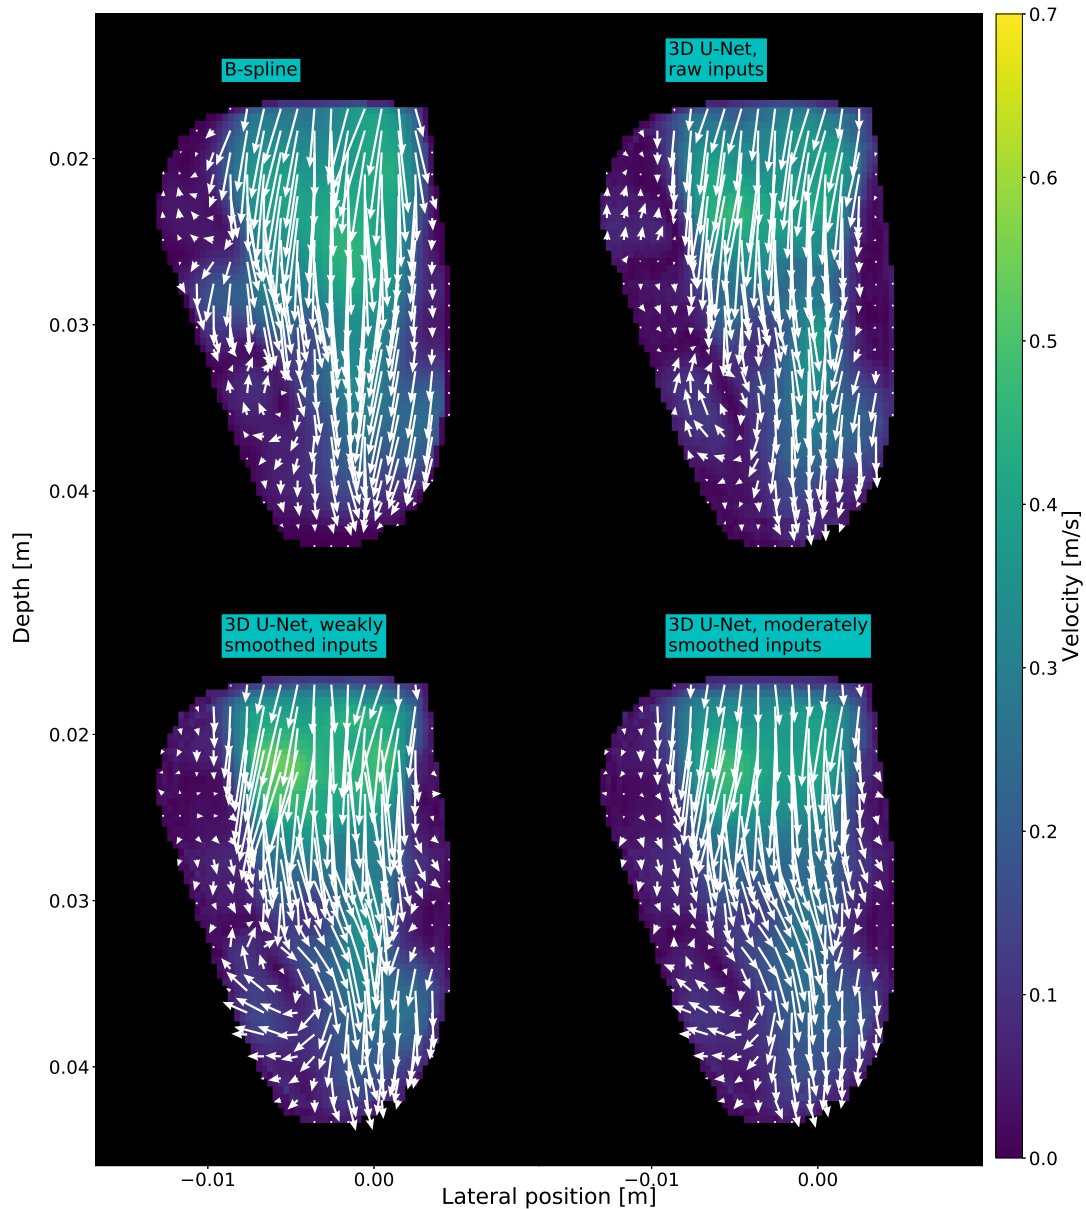 B-spline
3D U-Net,
raw inputs
3D U-Net, weakly
smoothed inputs
3D U-Net, moderately
smoothed inputs
0.02
0.03
0.04
0.02
0.03
0.04
Depth [m]
−0.01
0.00
−0.01
0.00
Lateral position [m]
0.7
0.6
0.5
0.4
0.3
0.2
0.1
0.0
Velocity [m/s]